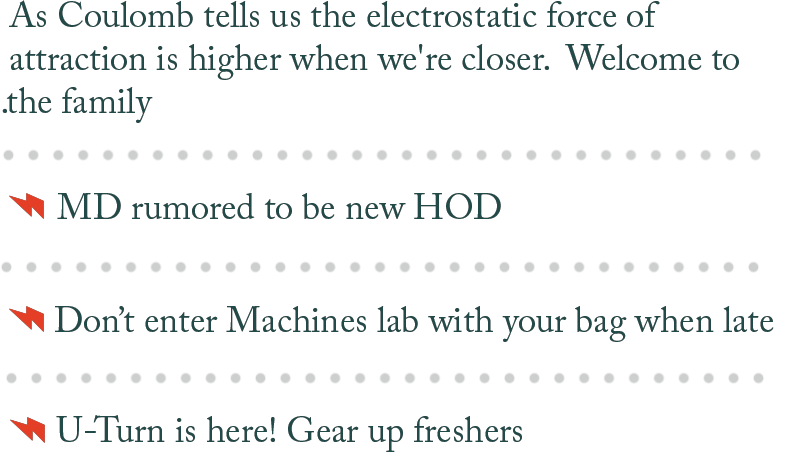 As Coulomb tells us the electrostatic force of
attraction is higher when we're closer.  Welcome to
.the family
MD rumored to be new HOD
Don’t enter Machines lab with your bag when late
U-Turn is here! Gear up freshers